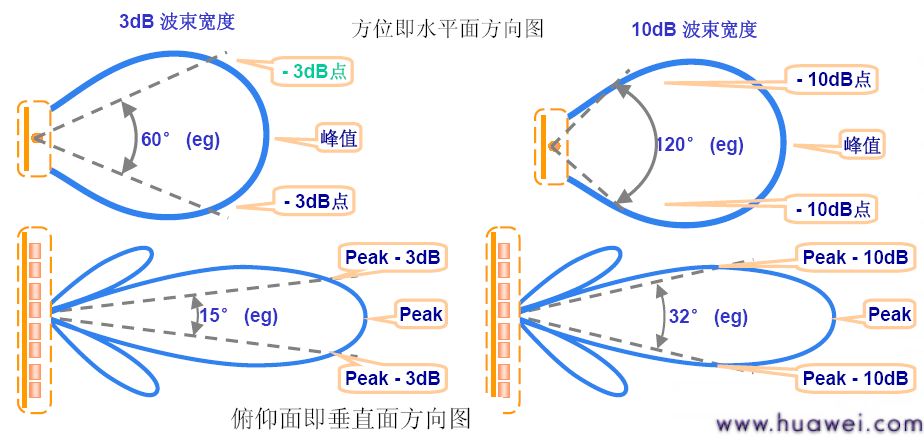 3dB 波束宽度
方位即水平面方向图
10dB 波束宽度
- 3dB点
60° (eg)
峰值
- 3dB点
- 10dB点
120° (eg)
峰值
- 10dB点
Peak - 3dB
15° (eg)
Peak
Peak - 3dB
Peak - 10dB
32° (eg)
Peak
Peak - 10dB
俯仰面即垂直面方向图
www.huawei.com